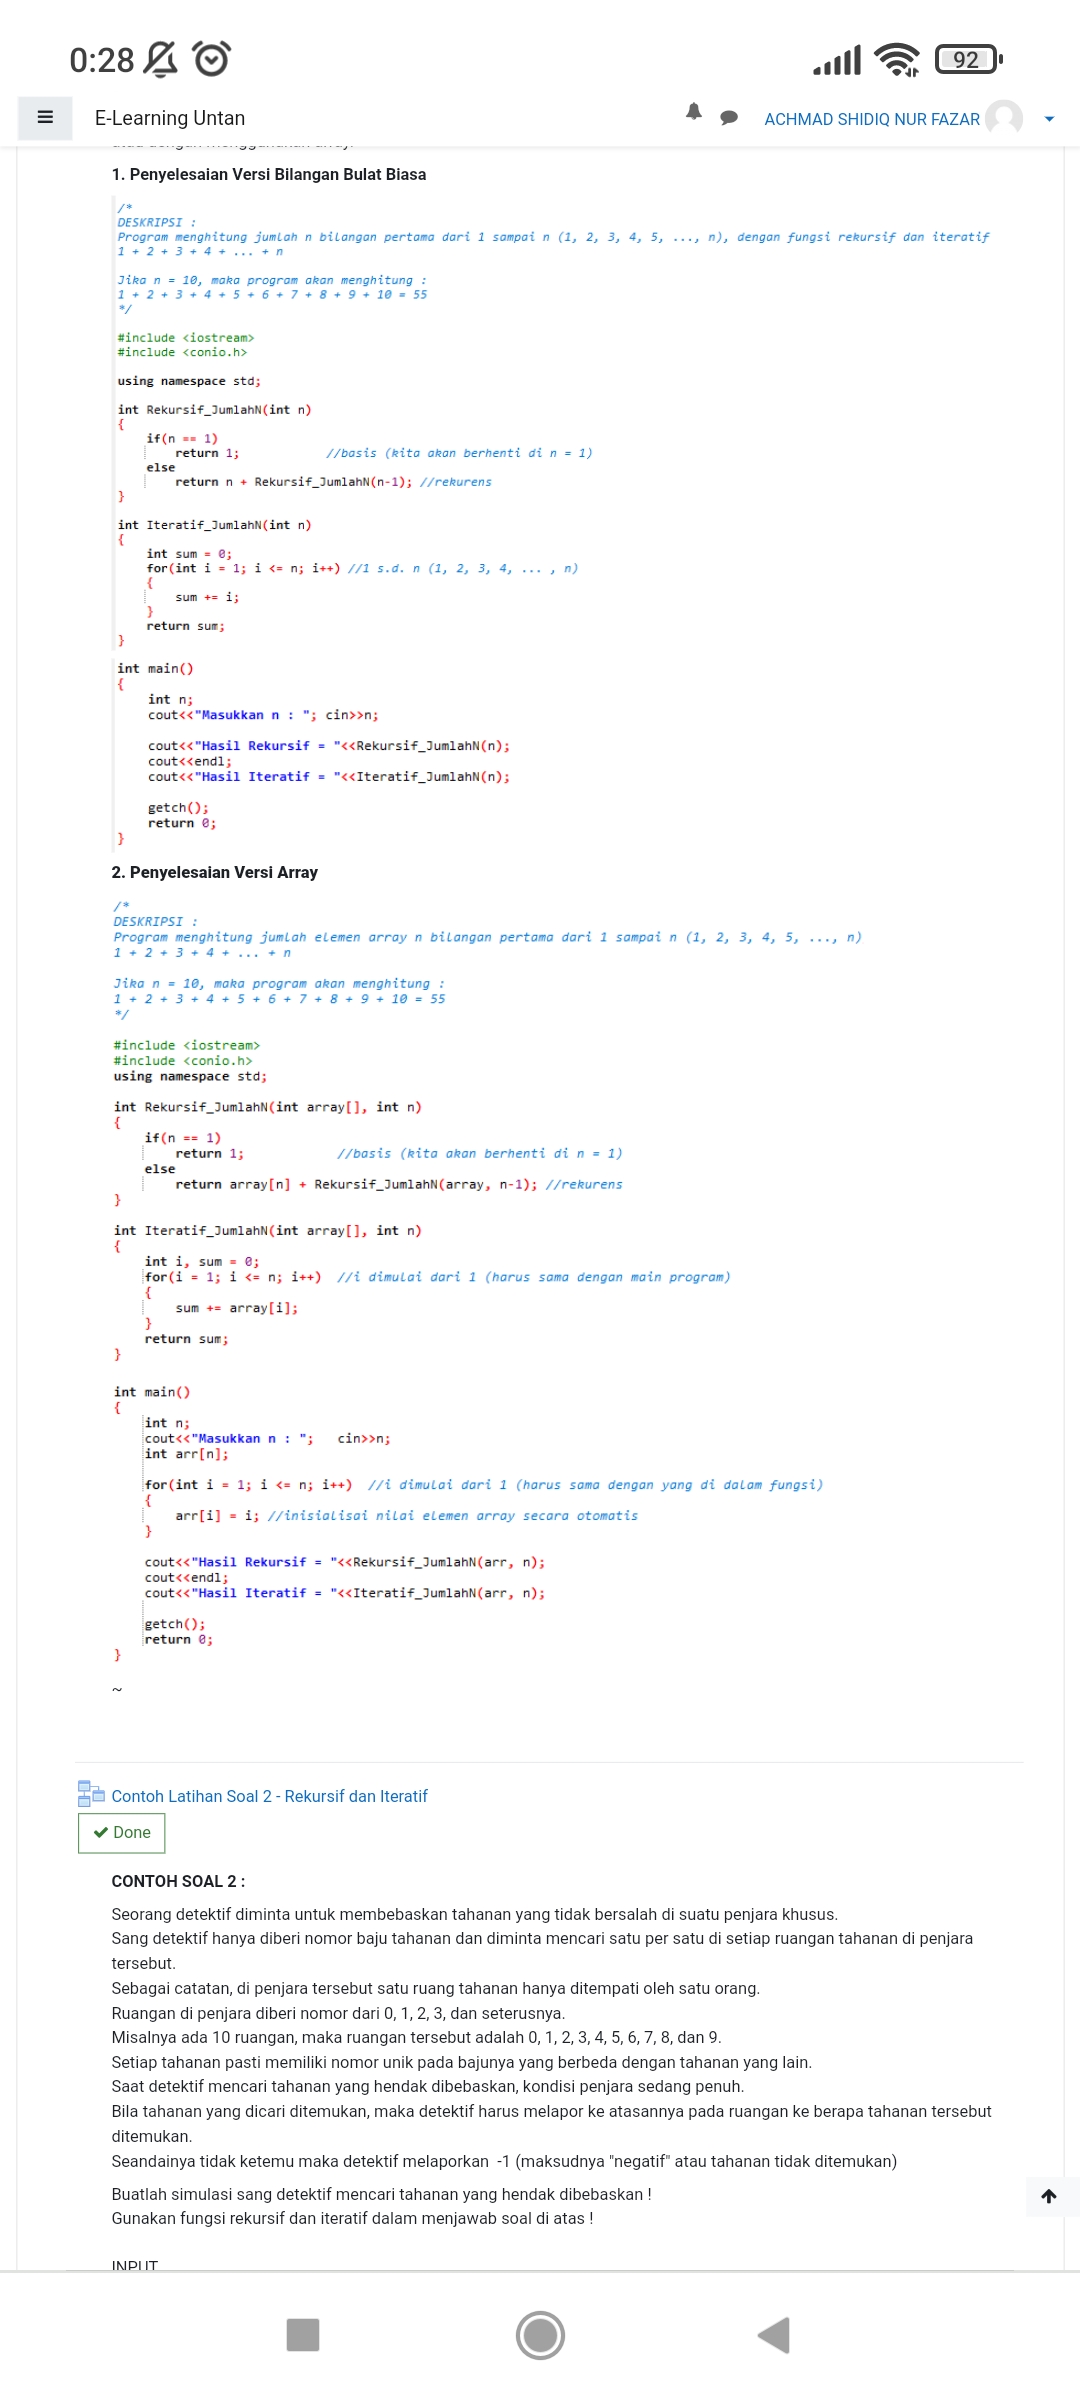 0:28
92
E-Learning Untan
ACHMAD SHIDIQ NUR FAZAR
1. Penyelesaian Versi Bilangan Bulat Biasa
/*
DESKRIPSI :
Program menghitung jumlah n bilangan pertama dari 1 sampai n (1, 2, 3, 4, 5, ..., n), dengan fungsi rekursif dan iteratif
1 + 2 + 3 + 4 + ... + n
Jika n = 10, maka program akan menghitung :
1 + 2 + 3 + 4 + 5 + 6 + 7 + 8 + 9 + 10 = 55
*/
#include <iostream>
#include <conio.h>
using namespace std;
int Rekursif_JumlahN(int n)
{
if(n == 1)
return 1; //basis (kita akan berhenti di n = 1)
else
return n + Rekursif_JumlahN(n-1); //rekurens
}
int Iteratif_JumlahN(int n)
{
int sum = 0;
for(int i = 1; i <= n; i++) //1 s.d. n (1, 2, 3, 4, ... , n)
{
sum += i;
}
return sum;
}
int main()
{
int n;
cout<<"Masukkan n : "; cin>>n;
cout<<"Hasil Rekursif = "<<Rekursif_JumlahN(n);
cout<<endl;
cout<<"Hasil Iteratif = "<<Iteratif_JumlahN(n);
getch();
return 0;
}
2. Penyelesaian Versi Array
/*
DESKRIPSI :
Program menghitung jumlah elemen array n bilangan pertama dari 1 sampai n (1, 2, 3, 4, 5, ..., n)
1 + 2 + 3 + 4 + ... + n
Jika n = 10, maka program akan menghitung :
1 + 2 + 3 + 4 + 5 + 6 + 7 + 8 + 9 + 10 = 55
*/
#include <iostream>
#include <conio.h>
using namespace std;
int Rekursif_JumlahN(int array[], int n)
{
if(n == 1)
return 1; //basis (kita akan berhenti di n = 1)
else
return array[n] + Rekursif_JumlahN(array, n-1); //rekurens
}
int Iteratif_JumlahN(int array[], int n)
{
int i, sum = 0;
for(i = 1; i <= n; i++) //i dimulai dari 1 (harus sama dengan main program)
{
sum += array[i];
}
return sum;
}
int main()
{
int n;
cout<<"Masukkan n : "; cin>>n;
int arr[n];
for(int i = 1; i <= n; i++) //i dimulai dari 1 (harus sama dengan yang di dalam fungsi)
{
arr[i] = i; //inisialisai nilai elemen array secara otomatis
}
cout<<"Hasil Rekursif = "<<Rekursif_JumlahN(arr, n);
cout<<endl;
cout<<"Hasil Iteratif = "<<Iteratif_JumlahN(arr, n);
getch();
return 0;
}
~
Contoh Latihan Soal 2 - Rekursif dan Iteratif
Done
CONTOH SOAL 2 :
Seorang detektif diminta untuk membebaskan tahanan yang tidak bersalah di suatu penjara khusus.
Sang detektif hanya diberi nomor baju tahanan dan diminta mencari satu per satu di setiap ruangan tahanan di penjara
tersebut.
Sebagai catatan, di penjara tersebut satu ruang tahanan hanya ditempati oleh satu orang.
Ruangan di penjara diberi nomor dari 0, 1, 2, 3, dan seterusnya.
Misalnya ada 10 ruangan, maka ruangan tersebut adalah 0, 1, 2, 3, 4, 5, 6, 7, 8, dan 9.
Setiap tahanan pasti memiliki nomor unik pada bajunya yang berbeda dengan tahanan yang lain.
Saat detektif mencari tahanan yang hendak dibebaskan, kondisi penjara sedang penuh.
Bila tahanan yang dicari ditemukan, maka detektif harus melapor ke atasannya pada ruangan ke berapa tahanan tersebut
ditemukan.
Seandainya tidak ketemu maka detektif melaporkan -1 (maksudnya "negatif" atau tahanan tidak ditemukan)
Buatlah simulasi sang detektif mencari tahanan yang hendak dibebaskan !
Gunakan fungsi rekursif dan iteratif dalam menjawab soal di atas !
INPUT